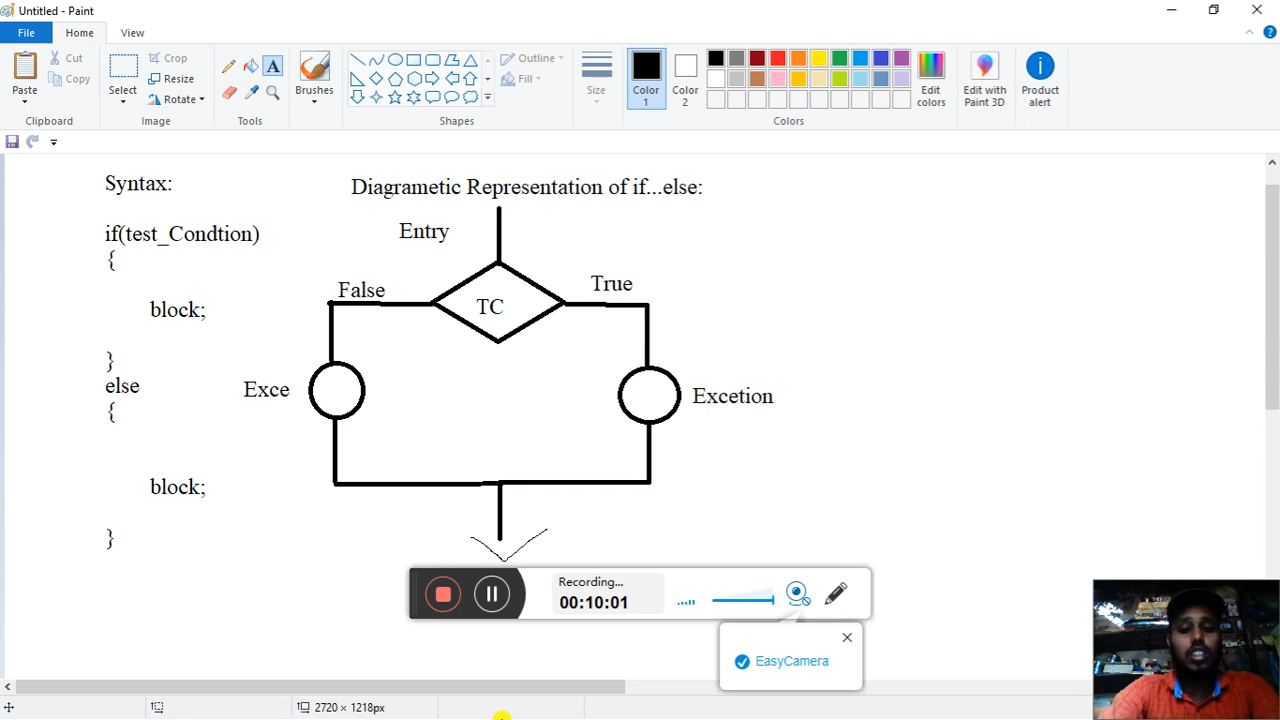 Untitled - Paint
File
Home
View
Paste
Cut
Copy
Clipboard
Select
Crop
Resize
Rotate
Image
A
Tools
Brushes
Outline
Fill
Shapes
Size
Color
1
Color
2
Edit
colors
Colors
Edit with
Paint 3D
Product
alert
Syntax:
if(test_Condtion)
{
block;
}
else
{
block;
}
Diagrametic Representation of if...else:
Entry
False
TC
True
Exce
Excetion
Recording...
00:10:01
EasyCamera
2720 × 1218px